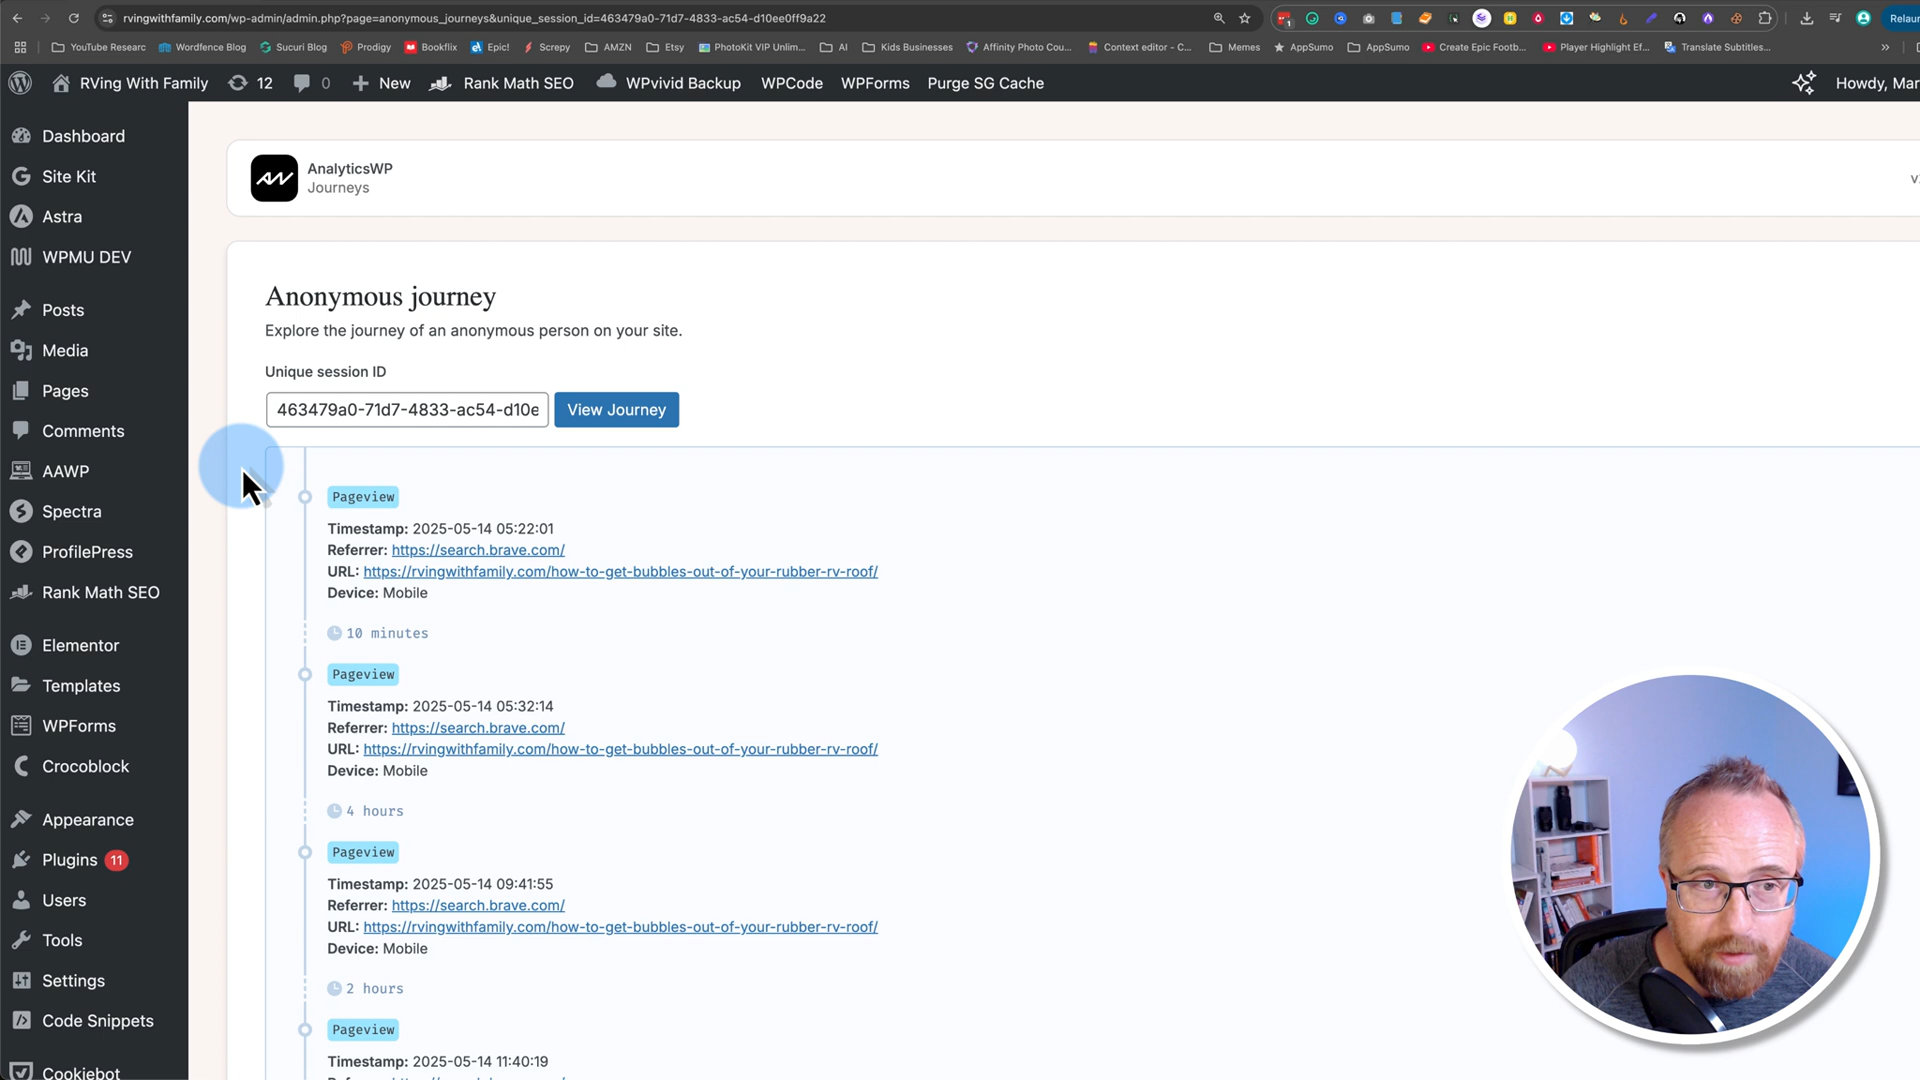 rvingwithfamily.com/wp-admin/admin.php?page=anonymous_journeys&unique_session_id=463479a0-71d7-4833-ac54-d10ee0ff9a22
Relau
YouTube Researc
Wordfence Blog
Sucuri Blog
Prodigy
Bookflix
Epic!
Screpy
AMZN
Etsy
PhotoKit VIP Unlim...
AI
Kids Businesses
Affinity Photo Cou...
Context editor - C...
Memes
AppSumo
AppSumo
Create Epic Footb...
Player Highlight Ef...
Translate Subtitles...
RVing With Family
12
0
New
Rank Math SEO
WPvivid Backup
WPCode
WPForms
Purge SG Cache
Howdy, Mar
Dashboard
Site Kit
Astra
WPMU DEV
Posts
Media
Pages
Comments
AAWP
Spectra
ProfilePress
Rank Math SEO
Elementor
Templates
WPForms
Crocoblock
Appearance
Plugins 11
Users
Tools
Settings
Code Snippets
Cookiebot
AnalyticsWP
Journeys
Anonymous journey
Explore the journey of an anonymous person on your site.
Unique session ID
463479a0-71d7-4833-ac54-d10e
View Journey
Pageview
Timestamp: 2025-05-14 05:22:01
Referrer: https://search.brave.com/
URL: https://rvingwithfamily.com/how-to-get-bubbles-out-of-your-rubber-rv-roof/
Device: Mobile
10 minutes
Pageview
Timestamp: 2025-05-14 05:32:14
Referrer: https://search.brave.com/
URL: https://rvingwithfamily.com/how-to-get-bubbles-out-of-your-rubber-rv-roof/
Device: Mobile
4 hours
Pageview
Timestamp: 2025-05-14 09:41:55
Referrer: https://search.brave.com/
URL: https://rvingwithfamily.com/how-to-get-bubbles-out-of-your-rubber-rv-roof/
Device: Mobile
2 hours
Pageview
Timestamp: 2025-05-14 11:40:19